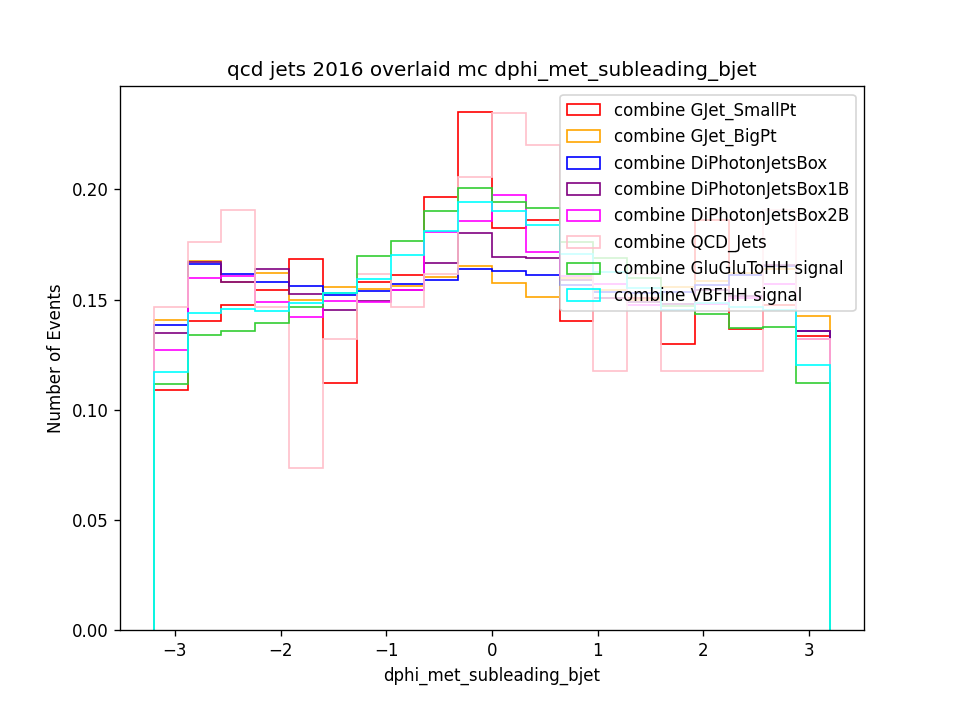 qcd jets 2016 overlaid mc dphi_met_subleading_bjet
combine GJet_SmallPt
combine GJet_BigPt
combine DiPhotonJetsBox
combine DiPhotonJetsBox1B
combine DiPhotonJetsBox2B
combine QCD_Jets
combine GluGluToHH signal
combine VBFHH signal
Number of Events
0.20
0.15
0.10
0.05
0.00
−3 −2 −1 0 1 2 3
dphi_met_subleading_bjet